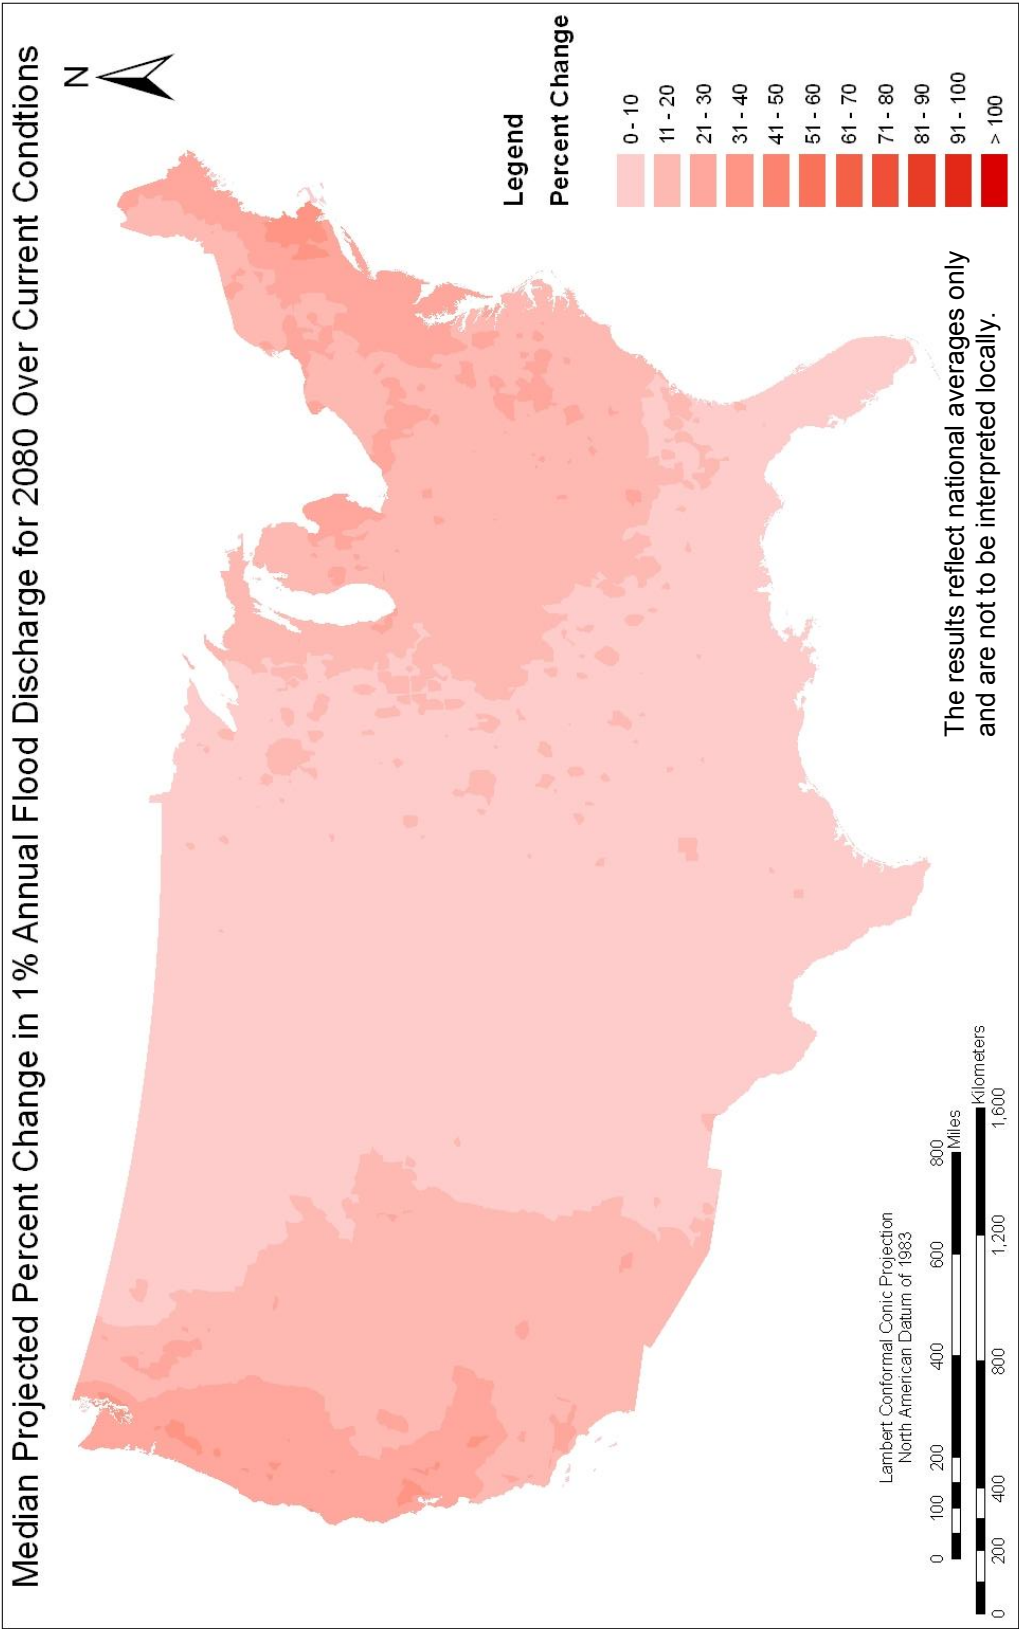 Median Projected Percent Change in 1% Annual Flood Discharge for 2080 Over Current Condtions
N
Legend
Percent Change
0 - 10
11 - 20
21 - 30
31 - 40
41 - 50
51 - 60
61 - 70
71 - 80
81 - 90
91 - 100
> 100
The results reflect national averages only
and are not to be interpreted locally.
Lambert Conformal Conic Projection
North American Datum of 1983
0 100 200 400 600 800
Miles
Kilometers
0 200 400 800 1,200 1,600